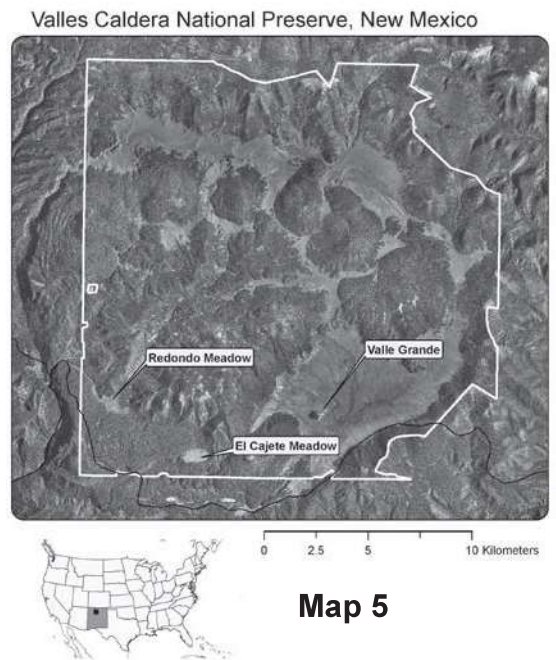 Valles Caldera National Preserve, New Mexico
Redondo Meadow
Valle Grande
El Cajete Meadow
0 2.5 5 10 Kilometers
Map 5